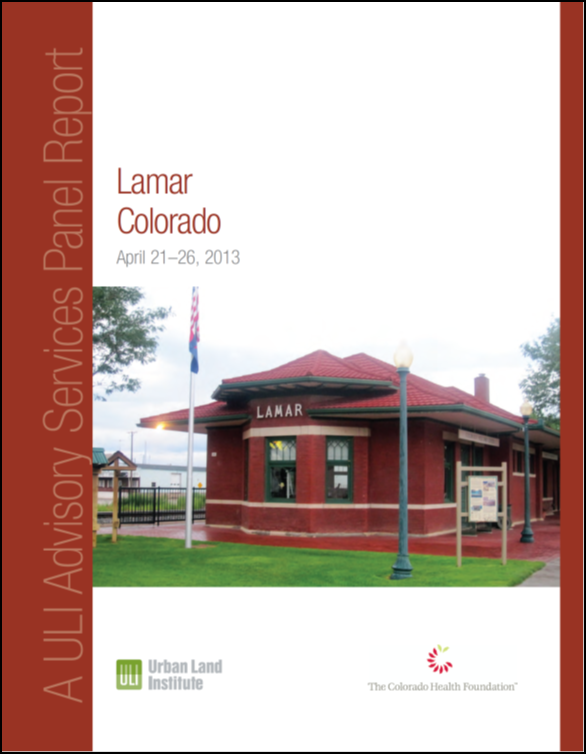 A ULI Advisory Services Panel Report
Lamar
Colorado
April 21–26, 2013
LAMAR
ULI
Urban Land
Institute
The Colorado Health Foundation™